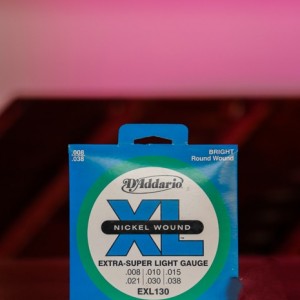 .008
.038
BRIGHT
Round Wound
D'Addario
XL
NICKEL WOUND
EXTRA-SUPER LIGHT GAUGE
.008 .010 .015
.021 .030 .038
EXL130